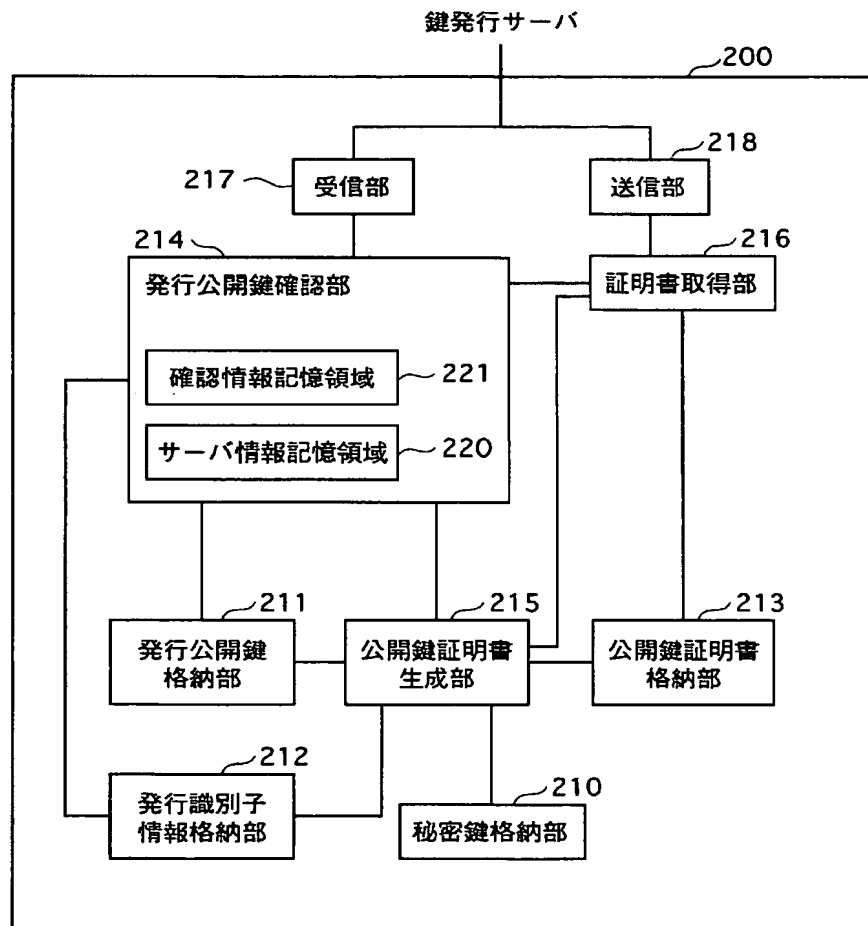 鍵発行サーバ
200
217
受信部
218
送信部
214
発行公開鍵確認部
216
証明書取得部
確認情報記憶領域
221
サーバ情報記憶領域
220
211
発行公開鍵
格納部
215
公開鍵証明書
生成部
213
公開鍵証明書
格納部
212
発行識別子
情報格納部
210
秘密鍵格納部